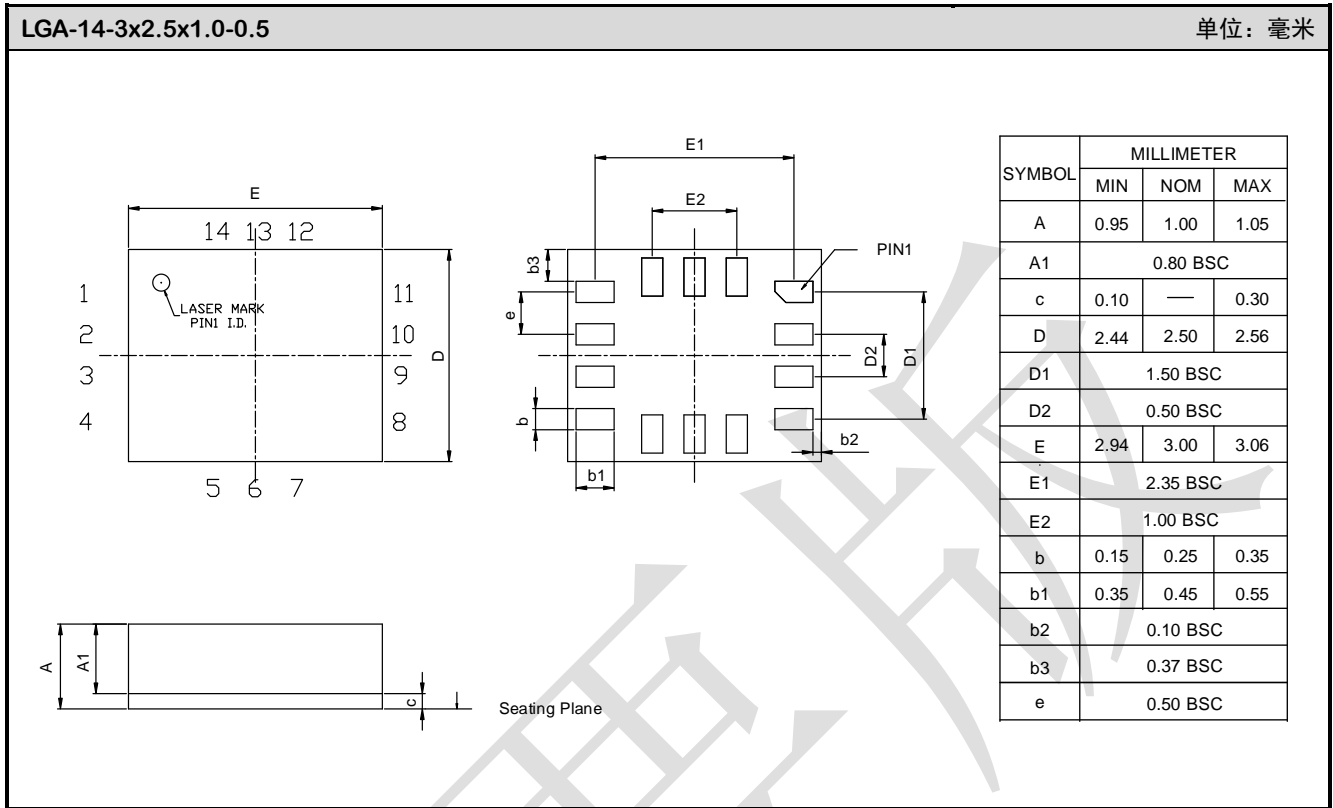 LGA-14-3x2.5x1.0-0.5 单位：毫米
E
14 13 12
1
2
3
4
LASER MARK
PIN1 I.D.
11
10
9
8
D
5 6 7
E1
E2
PIN1
b3
e
b
b1
D2
D1
b2
A
A1
c
Seating Plane
SYMBOL MILLIMETER
MIN NOM MAX
A 0.95 1.00 1.05
A1 0.80 BSC
c 0.10 — 0.30
D 2.44 2.50 2.56
D1 1.50 BSC
D2 0.50 BSC
E 2.94 3.00 3.06
E1 2.35 BSC
E2 1.00 BSC
b 0.15 0.25 0.35
b1 0.35 0.45 0.55
b2 0.10 BSC
b3 0.37 BSC
e 0.50 BSC